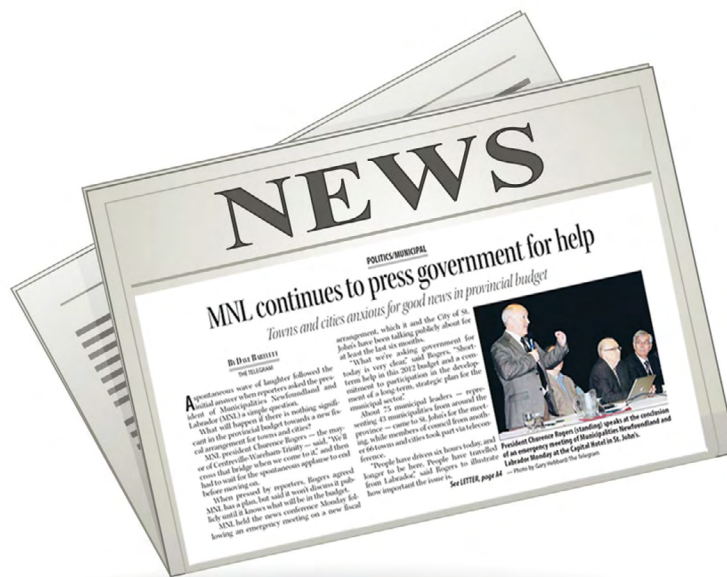 NEWS
POLITICS/MUNICIPAL
MNL continues to press government for help
Towns and cities anxious for good news in provincial budget
BY DAVE BARTLETT
THE TELEGRAM
A spontaneous wave of laughter followed the
initial answer when reporters asked the pres-
ident of Municipalities Newfoundland and
Labrador (MNL) a simple question.
What will happen if there is nothing signifi-
cant in the provincial budget towards a new fis-
cal arrangement for towns and cities?
MNL president Churence Rogers — the may-
or of Centreville-Wareham-Trinity — said, "We'll
cross that bridge when we come to it," and then
had to wait for the spontaneous applause to end
before moving on.
When pressed by reporters, Rogers agreed
MNL has a plan, but said it won't discuss it pub-
licly until it knows what will be in the budget.
MNL held the news conference Monday fol-
lowing an emergency meeting on a new fiscal
arrangement, which it and the City of St.
John's have been talking publicly about for
at least the last six months.
"What we're asking government for
today is very clear," said Rogers. "Short-
term help in this 2012 budget and a com-
mitment to participation in the develop-
ment of a long-term, strategic plan for the
municipal sector."
About 75 municipal leaders — repre-
senting 43 municipalities from around the
province — came to St. John's for the meet-
ing, while members of council from anoth-
er 66 towns and cities took part via telecon-
ference.
"People have driven six hours today, and
longer to be here. People have travelled
from Labrador," said Rogers to illustrate
how important the issue is.
See LETTER, page A4
President Churence Rogers (standing) speaks at the conclusion
of an emergency meeting of Municipalities Newfoundland and
Labrador Monday at the Capital Hotel in St. John's.
— Photo by Gary Hebbard/The Telegram